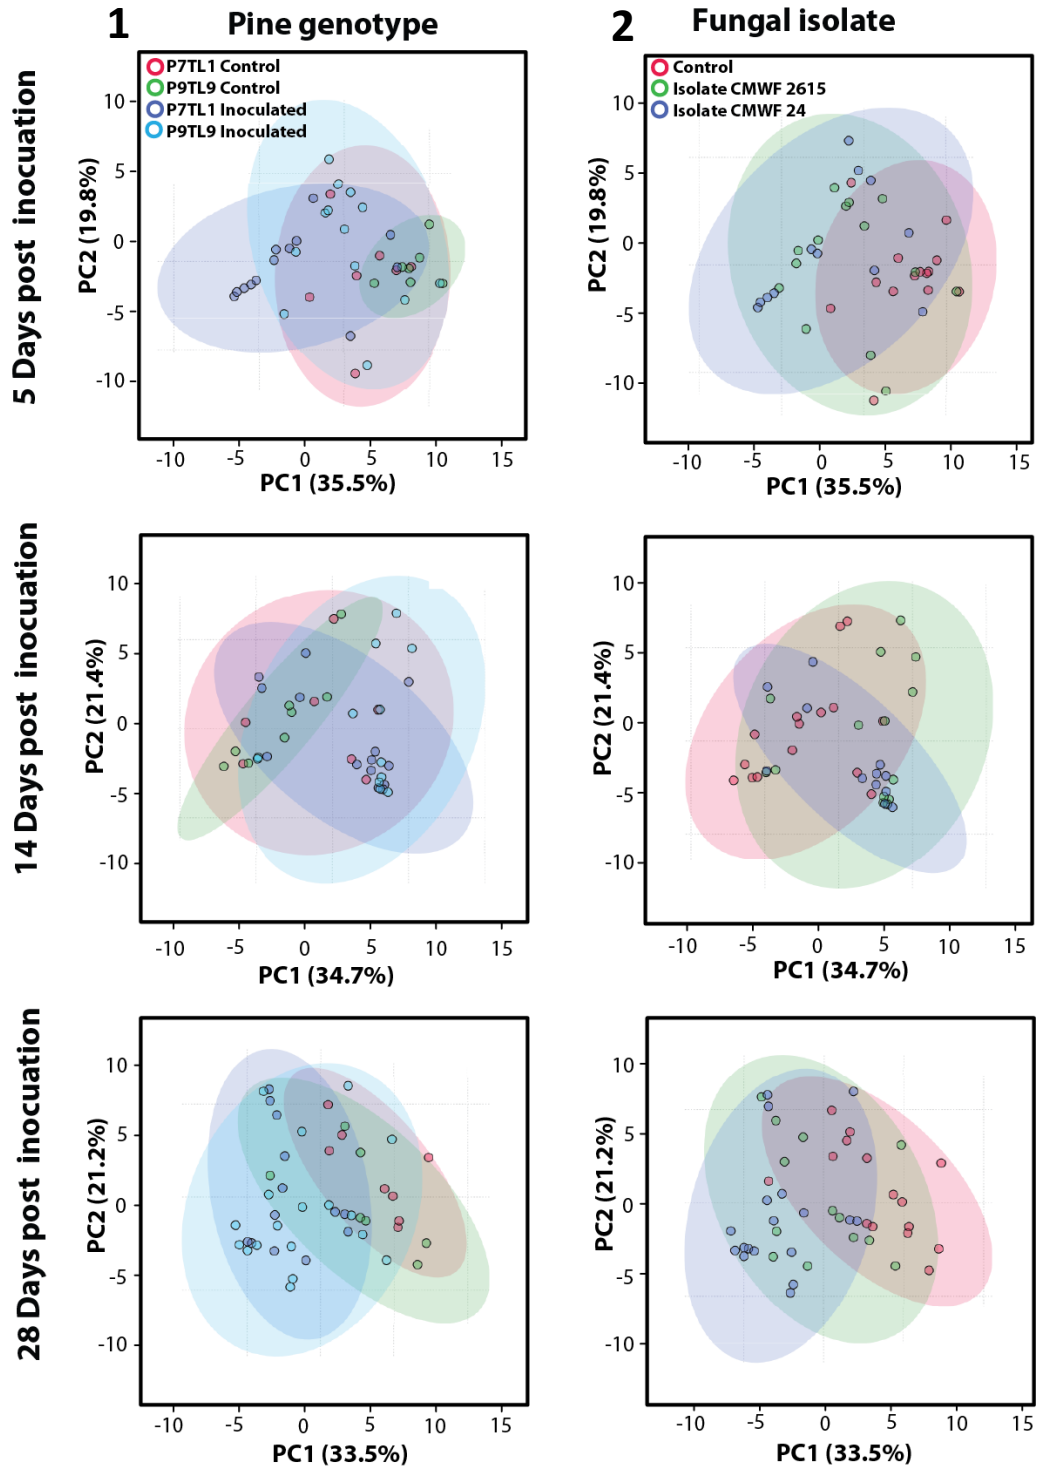 1 Pine genotype
2 Fungal isolate
5 Days post inocuation
P7TL1 Control
P9TL9 Control
P7TL1 Inoculated
P9TL9 Inoculated
PC2 (19.8%)
10
5
0
-5
-10
-10 -5 0 5 10 15
PC1 (35.5%)
Control
Isolate CMWF 2615
Isolate CMWF 24
PC2 (19.8%)
10
5
0
-5
-10
-10 -5 0 5 10 15
PC1 (35.5%)
14 Days post inocuation
PC2 (21.4%)
10
5
0
-5
-10
-10 -5 0 5 10 15
PC1 (34.7%)
PC2 (21.4%)
10
5
0
-5
-10
-10 -5 0 5 10 15
PC1 (34.7%)
28 Days post inocuation
PC2 (21.2%)
10
5
0
-5
-10
-10 -5 0 5 10 15
PC1 (33.5%)
PC2 (21.2%)
10
5
0
-5
-10
-10 -5 0 5 10 15
PC1 (33.5%)